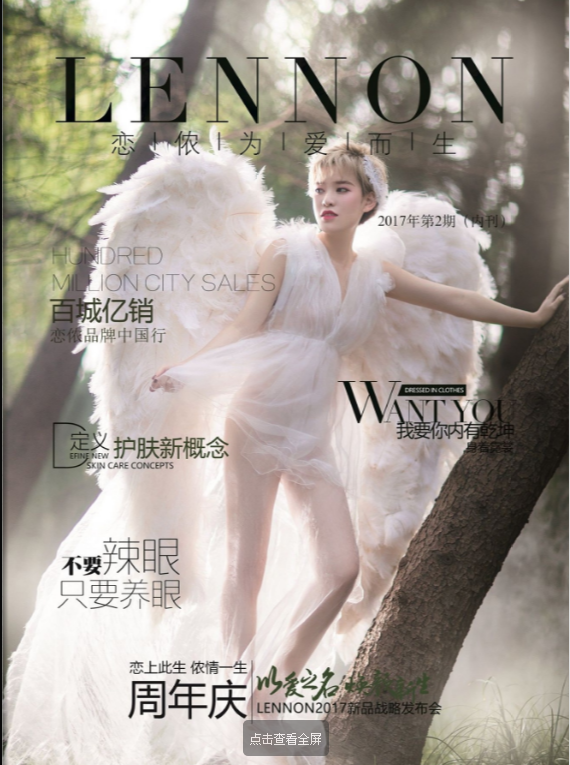 LENNON
恋 | 侬 | 为 | 爱 | 而 | 生
2017年第2期（内刊）
HUNDRED
MILLION CITY SALES
百城亿销
恋侬品牌中国行
DRESSED IN CLOTHES
WANT YOU
我要你内有乾坤
定义 护肤新概念
DEFINE NEW
SKIN CARE CONCEPTS
不要辣眼
只要养眼
恋上此生 侬情一生
周年庆
以爱之名
LENNON2017新品战略发布会
点击查看全屏